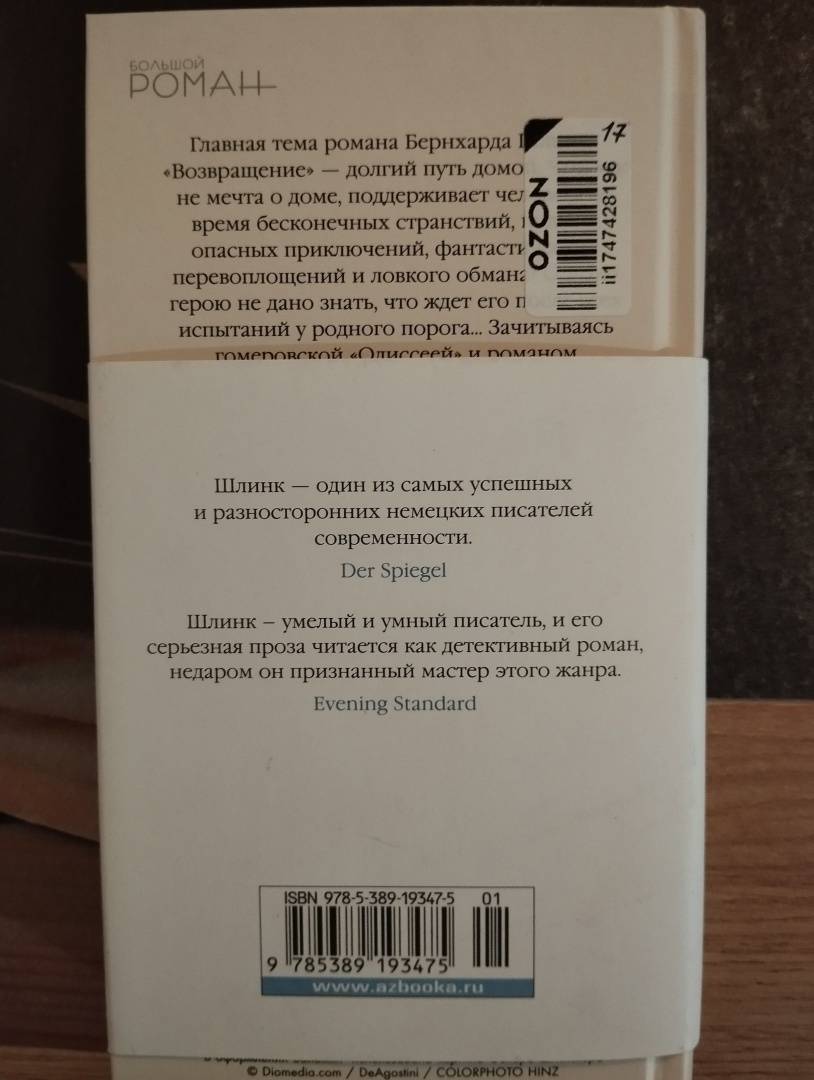 БОЛЬШОЙ
РОМАН
Главная тема романа Бернхарда
«Возвращение» — долгий путь
не мечта о доме, поддерживает
время бесконечных странствий,
опасных приключений,
перевоплощений и ловкого
герою не дано знать, что ждет его
испытаний у родного порога... Зачитываясь
гомеровской «Одиссеей» и романом
17
OZON
ii1747428196
Шлинк — один из самых успешных
и разносторонних немецких писателей
современности.
Der Spiegel
Шлинк – умелый и умный писатель, и его
серьезная проза читается как детективный роман,
недаром он признанный мастер этого жанра.
Evening Standard
ISBN 978-5-389-19347-5 01
9 785389 193475
www.azbooka.ru
© Diomedia.com / DeAgostini / COLORPHOTO HINZ